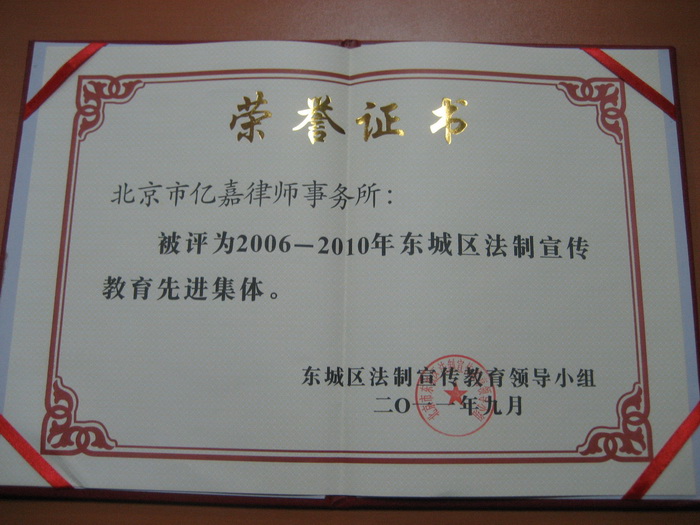 荣誉证书
北京市亿嘉律师事务所：
被评为2006—2010年东城区法制宣传
教育先进集体。
东城区法制宣传教育领导小组
二〇一一年九月